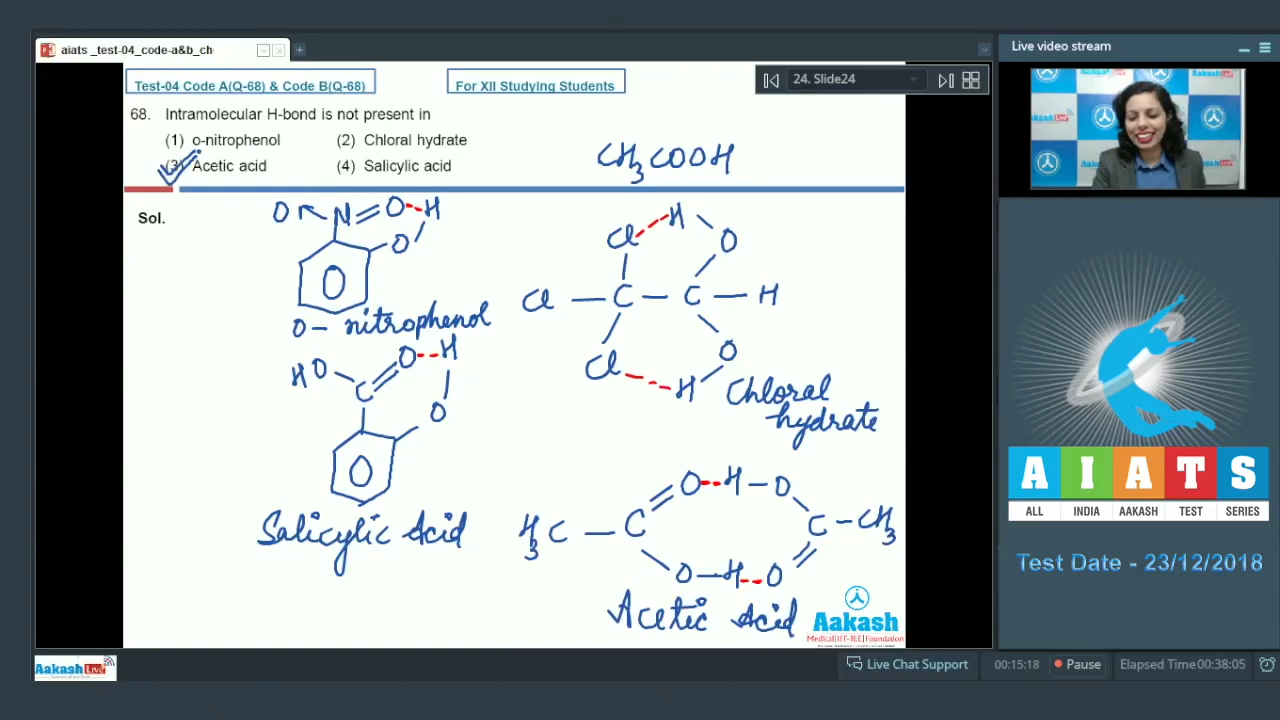 aiats _test-04_code-a&b_ch
Live video stream
Test-04 Code A(Q-68) & Code B(Q-68)
For XII Studying Students
24. Slide24
68. Intramolecular H-bond is not present in
(1) o-nitrophenol (2) Chloral hydrate
(3) Acetic acid (4) Salicylic acid
CH3COOH
Sol.
O N O H
O
O
O- nitrophenol
Cl H O
Cl C C H
Cl H O
Chloral
hydrate
HO C O H
O
O
Salicylic Acid
O H O
H3C C C CH3
O H O
Acetic Acid
Aakash
Medical|IIT-JEE|Foundation
A I A T S
ALL INDIA AAKASH TEST SERIES
Test Date - 23/12/2018
Aakash Live
Live Chat Support
00:15:18
Pause
Elapsed Time 00:38:05